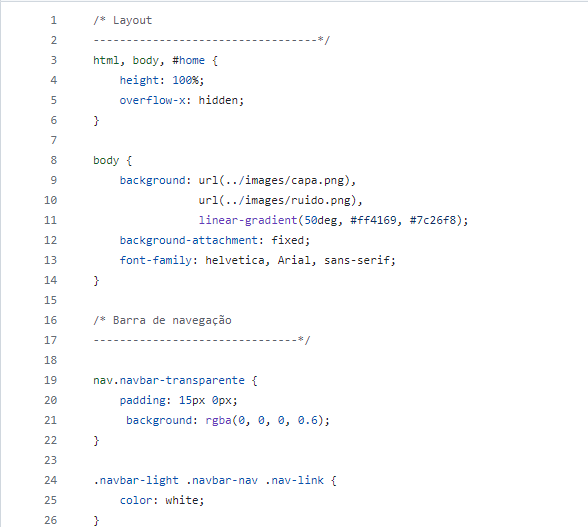 1 /* Layout
2 ----------------------------------*/
3 html, body, #home {
4     height: 100%;
5     overflow-x: hidden;
6 }
7
8 body {
9     background: url(../images/capa.png),
10                 url(../images/ruido.png),
11                 linear-gradient(50deg, #ff4169, #7c26f8);
12     background-attachment: fixed;
13     font-family: helvetica, Arial, sans-serif;
14 }
15
16 /* Barra de navegação
17 -------------------------------*/
18
19 nav.navbar-transparente {
20     padding: 15px 0px;
21      background: rgba(0, 0, 0, 0.6);
22 }
23
24 .navbar-light .navbar-nav .nav-link {
25     color: white;
26 }